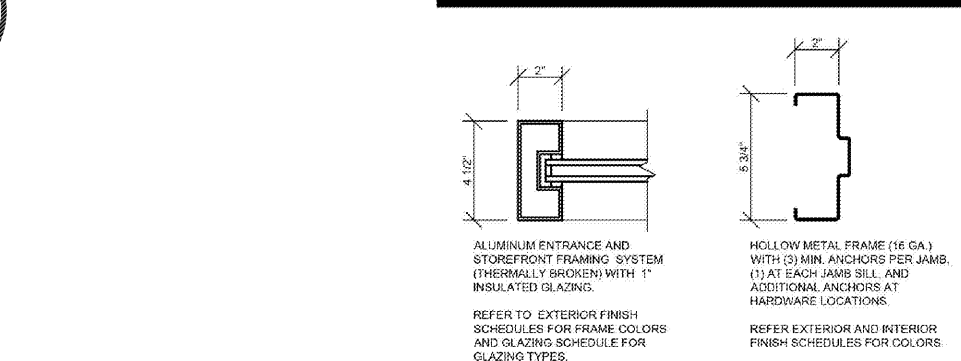 2"
4 1/2"
ALUMINUM ENTRANCE AND
STOREFRONT FRAMING SYSTEM
(THERMALLY BROKEN) WITH 1"
INSULATED GLAZING.
REFER TO EXTERIOR FINISH
SCHEDULES FOR FRAME COLORS
AND GLAZING SCHEDULE FOR
GLAZING TYPES.
2"
5 3/4"
HOLLOW METAL FRAME (16 GA.)
WITH (3) MIN. ANCHORS PER JAMB,
(1) AT EACH JAMB SILL, AND
ADDITIONAL ANCHORS AT
HARDWARE LOCATIONS.
REFER EXTERIOR AND INTERIOR
FINISH SCHEDULES FOR COLORS